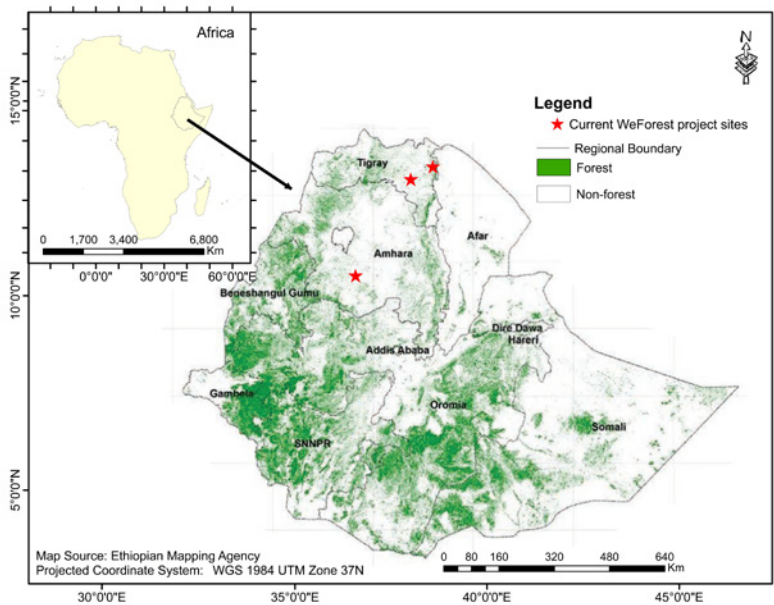 Africa
0 1,700 3,400 6,800
Km
0°0'0" 30°0'0"E 60°0'0"E
15°0'0"N
10°0'0"N
5°0'0"N
N
Legend
Current WeForest project sites
Regional Boundary
Forest
Non-forest
Tigray
Afar
Amhara
Beneshangul Gumu
Dire Dawa
Hareri
Addis Ababa
Gambela
Oromia
Somali
SNNPR
Map Source: Ethiopian Mapping Agency
Projected Coordinate System: WGS 1984 UTM Zone 37N
0 80 160 320 480 640
Km
30°0'0"E 35°0'0"E 40°0'0"E 45°0'0"E